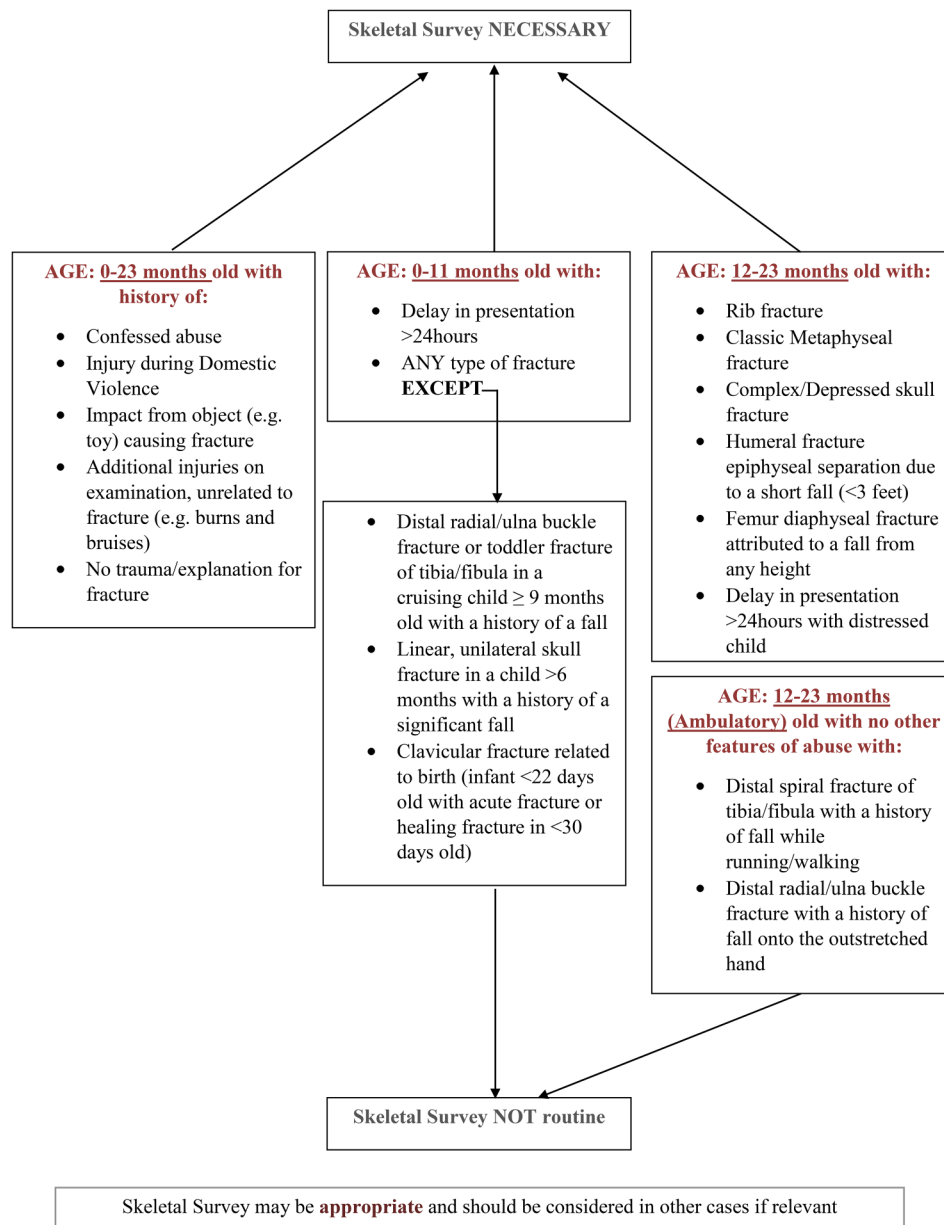 Skeletal Survey NECESSARY
AGE: 0-23 months old with
history of:
• Confessed abuse
• Injury during Domestic
Violence
• Impact from object (e.g.
toy) causing fracture
• Additional injuries on
examination, unrelated to
fracture (e.g. burns and
bruises)
• No trauma/explanation for
fracture
AGE: 0-11 months old with:
• Delay in presentation
>24hours
• ANY type of fracture
EXCEPT
• Distal radial/ulna buckle
fracture or toddler fracture
of tibia/fibula in a
cruising child ≥ 9 months
old with a history of a fall
• Linear, unilateral skull
fracture in a child >6
months with a history of a
significant fall
• Clavicular fracture related
to birth (infant <22 days
old with acute fracture or
healing fracture in <30
days old)
AGE: 12-23 months old with:
• Rib fracture
• Classic Metaphyseal
fracture
• Complex/Depressed skull
fracture
• Humeral fracture
epiphyseal separation due
to a short fall (<3 feet)
• Femur diaphyseal fracture
attributed to a fall from
any height
• Delay in presentation
>24hours with distressed
child
AGE: 12-23 months
(Ambulatory) old with no other
features of abuse with:
• Distal spiral fracture of
tibia/fibula with a history
of fall while
running/walking
• Distal radial/ulna buckle
fracture with a history of
fall onto the outstretched
hand
Skeletal Survey NOT routine
Skeletal Survey may be appropriate and should be considered in other cases if relevant